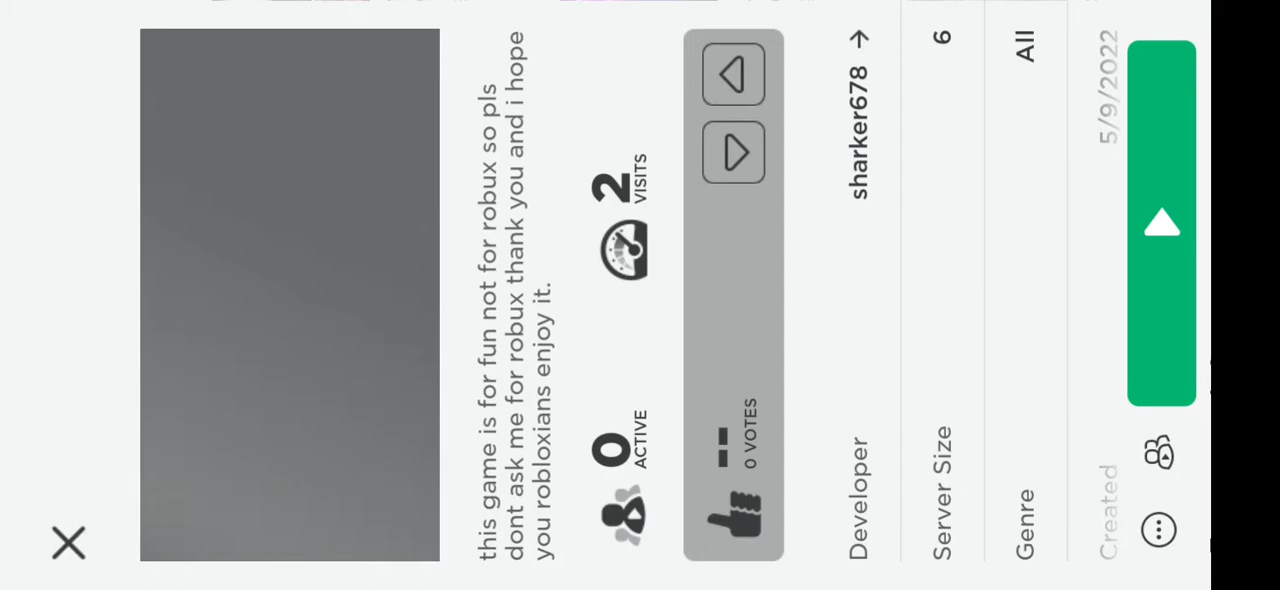 this game is for fun not for robux so pls
dont ask me for robux thank you and i hope
you robloxians enjoy it.
0
ACTIVE
2
VISITS
--
0 VOTES
Developer sharker678 →
Server Size 6
Genre All
Created 5/9/2022